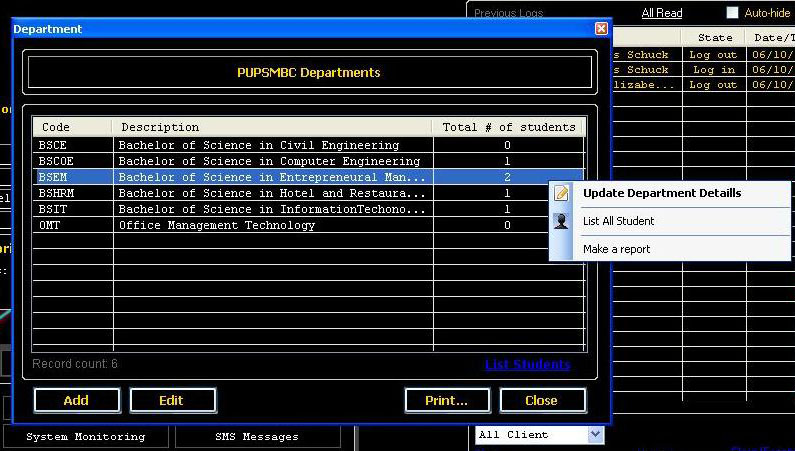 Previous Logs All Read Auto-hide
Department
State Date/T
s Schuck Log out 06/10/
s Schuck Log in 06/10/
lizabe... Log out 06/10/
PUPSMBC Departments
Code Description Total # of students
BSCE Bachelor of Science in Civil Engineering 0
BSCOE Bachelor of Science in Computer Engineering 1
BSEM Bachelor of Science in Entrepreneural Man... 2
BSHRM Bachelor of Science in Hotel and Restaura... 1
BSIT Bachelor of Science in InformationTechono... 1
OMT Office Management Technology 0
Update Department Detaills
List All Student
Make a report
Record count: 6 List Students
Add Edit Print... Close
System Monitoring SMS Messages All Client